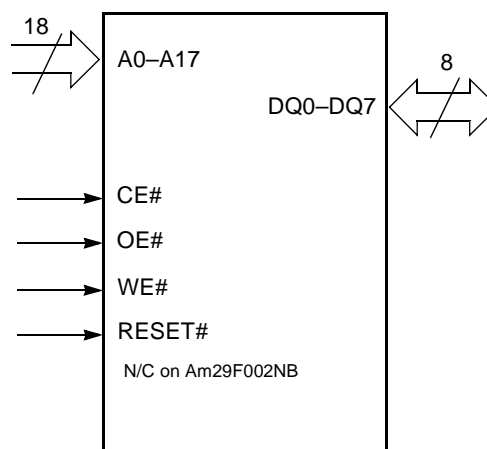 18
A0–A17
8
DQ0–DQ7
CE#
OE#
WE#
RESET#
N/C on Am29F002NB